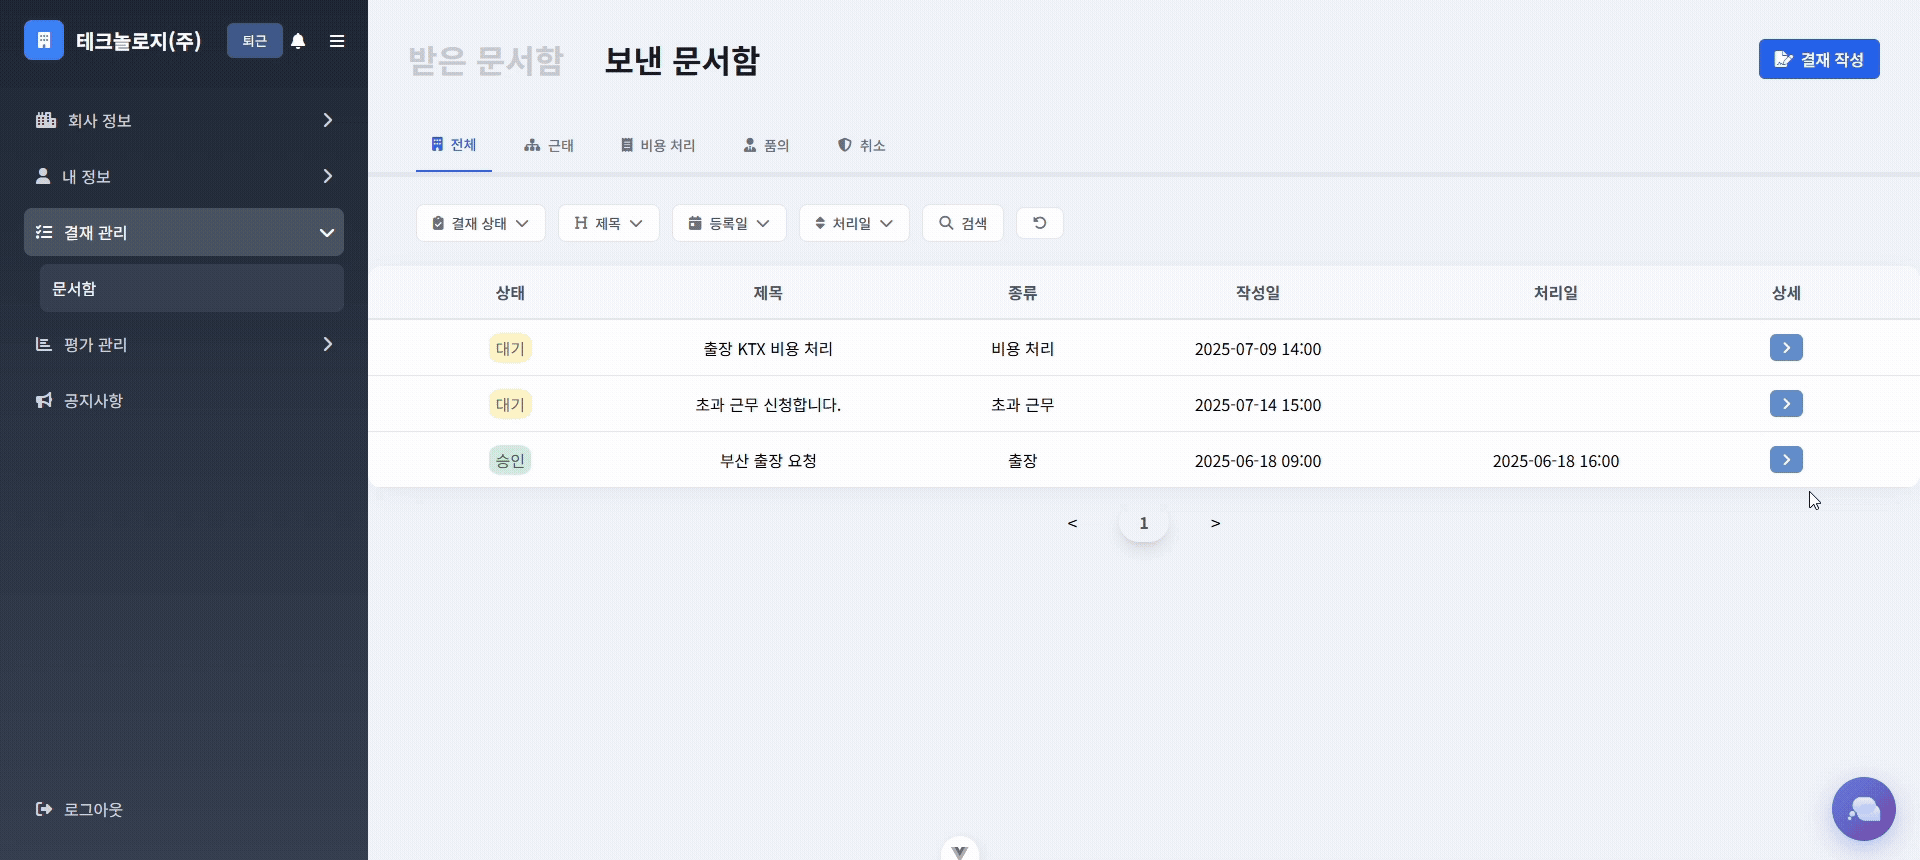 테크놀로지(주) 퇴근
회사 정보
내 정보
결재 관리
문서함
평가 관리
공지사항
로그아웃
받은 문서함 보낸 문서함
결재 작성
전체 근태 비용 처리 품의 취소
결재 상태 제목 등록일 처리일 검색
상태 제목 종류 작성일 처리일 상세
대기 출장 KTX 비용 처리 비용 처리 2025-07-09 14:00
대기 초과 근무 신청합니다. 초과 근무 2025-07-14 15:00
승인 부산 출장 요청 출장 2025-06-18 09:00 2025-06-18 16:00
< 1 >